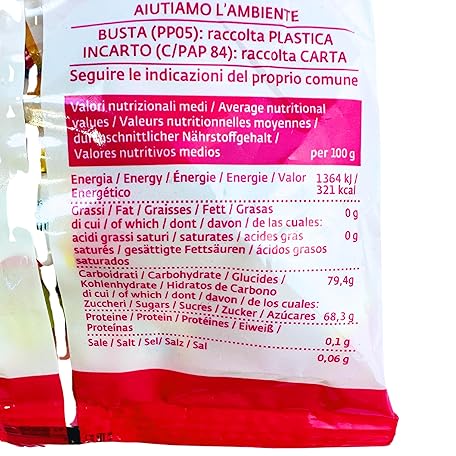 AIUTIAMO L'AMBIENTE
BUSTA (PP05): raccolta PLASTICA
INCARTO (C/PAP 84): raccolta CARTA
Seguire le indicazioni del proprio comune
Valori nutrizionali medi / Average nutritional
values / Valeurs nutritionnelles moyennes /
durchschnittlicher Nährstoffgehalt /
Valores nutritivos medios per 100 g
Energia / Energy / Énergie / Energie / Valor 1364 kJ /
Energético 321 kcal
Grassi / Fat / Graisses / Fett / Grasas 0 g
di cui / of which / dont / davon / de las cuales:
acidi grassi saturi / saturates / acides gras 0 g
saturés / gesättigte Fettsäuren / ácidos grasos
saturados
Carboidrati / Carbohydrate / Glucides / 79,4g
Kohlenhydrate / Hidratos de Carbono
di cui / of which / dont / davon / de los cuales:
Zuccheri / Sugars / Sucres / Zucker / Azúcares 68,3 g
Proteine / Protein / Protéines / Eiweiß /
Proteínas 0,1 g
Sale / Salt / Sel/ Salz / Sal
0,06 g